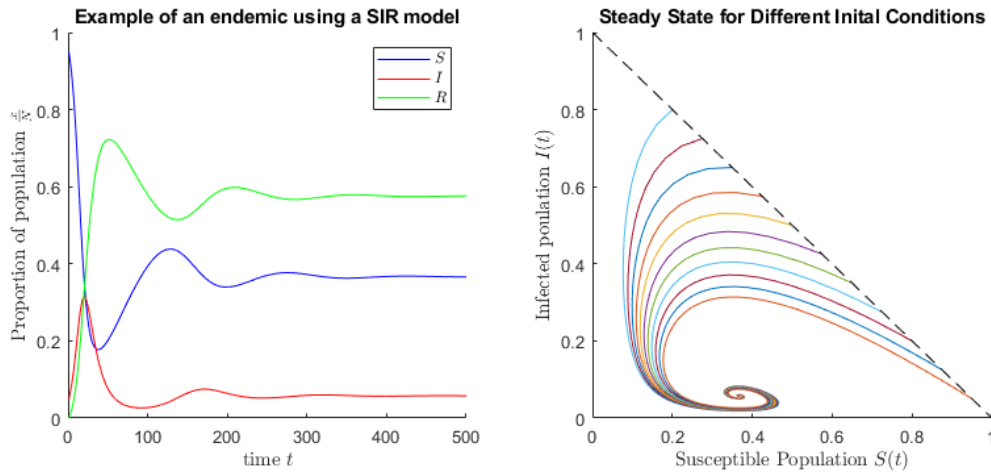 Example of an endemic using a SIR model
1
0.8
0.6
0.4
0.2
0
Proportion of population x/N
S
I
R
0 100 200 300 400 500
time t
Steady State for Different Inital Conditions
1
0.8
0.6
0.4
0.2
0
Infected poulation I(t)
0 0.2 0.4 0.6 0.8 1
Susceptible Population S(t)